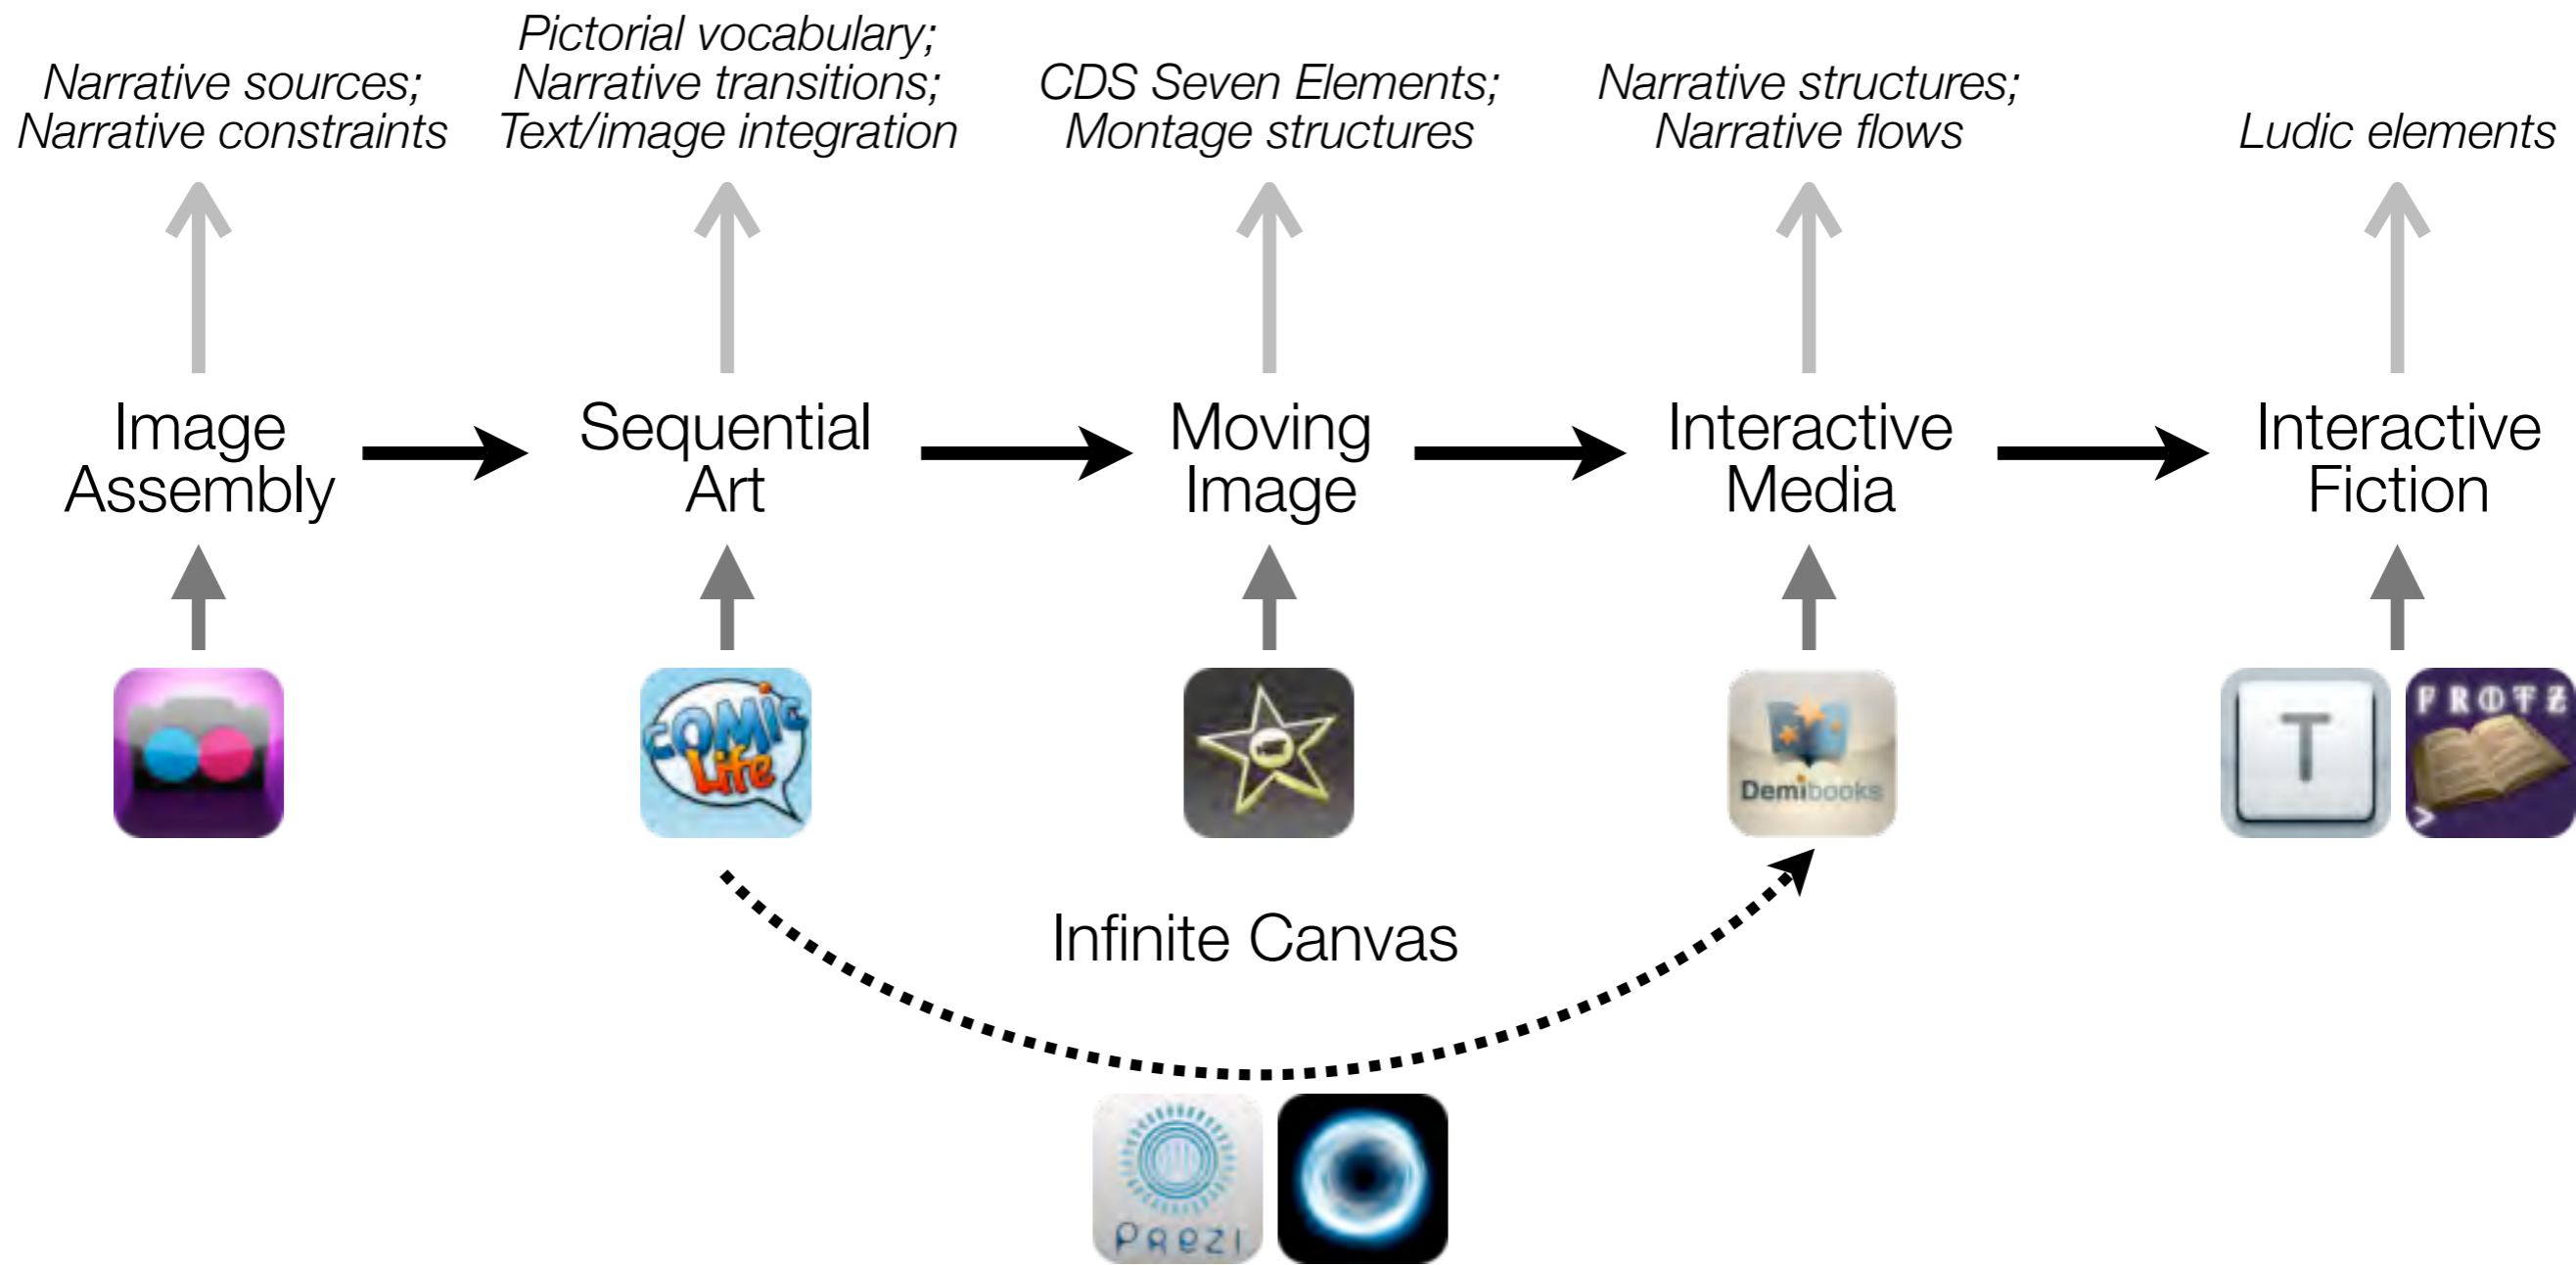 Narrative sources;
Narrative constraints
Pictorial vocabulary;
Narrative transitions;
Text/image integration
CDS Seven Elements;
Montage structures
Narrative structures;
Narrative flows
Ludic elements
Image
Assembly
Sequential
Art
Moving
Image
Interactive
Media
Interactive
Fiction
COMIC
Life
Demibooks
T
FROTZ
>
Infinite Canvas
PREZI